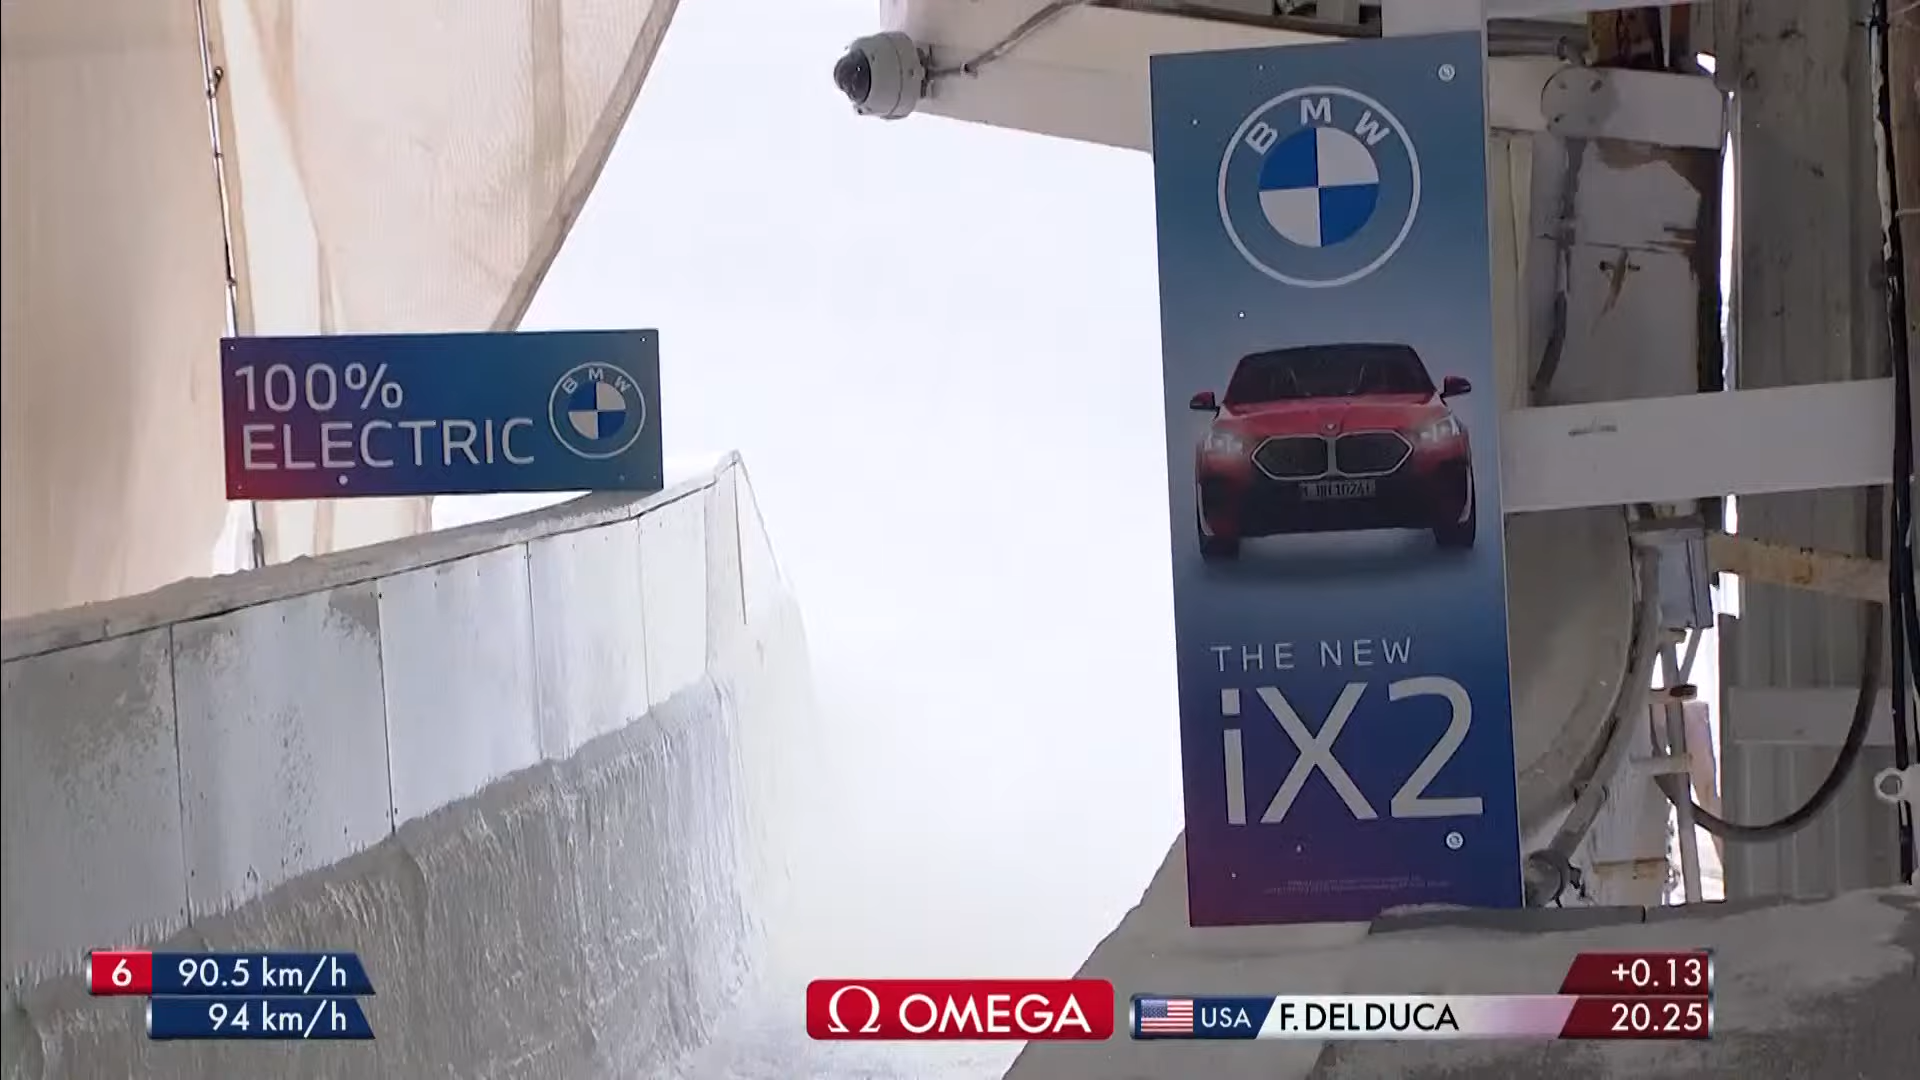 BMW
100%
ELECTRIC
BMW
THE NEW
iX2
6 90.5 km/h
94 km/h
Ω OMEGA
+0.13
USA F. DEL DUCA 20.25